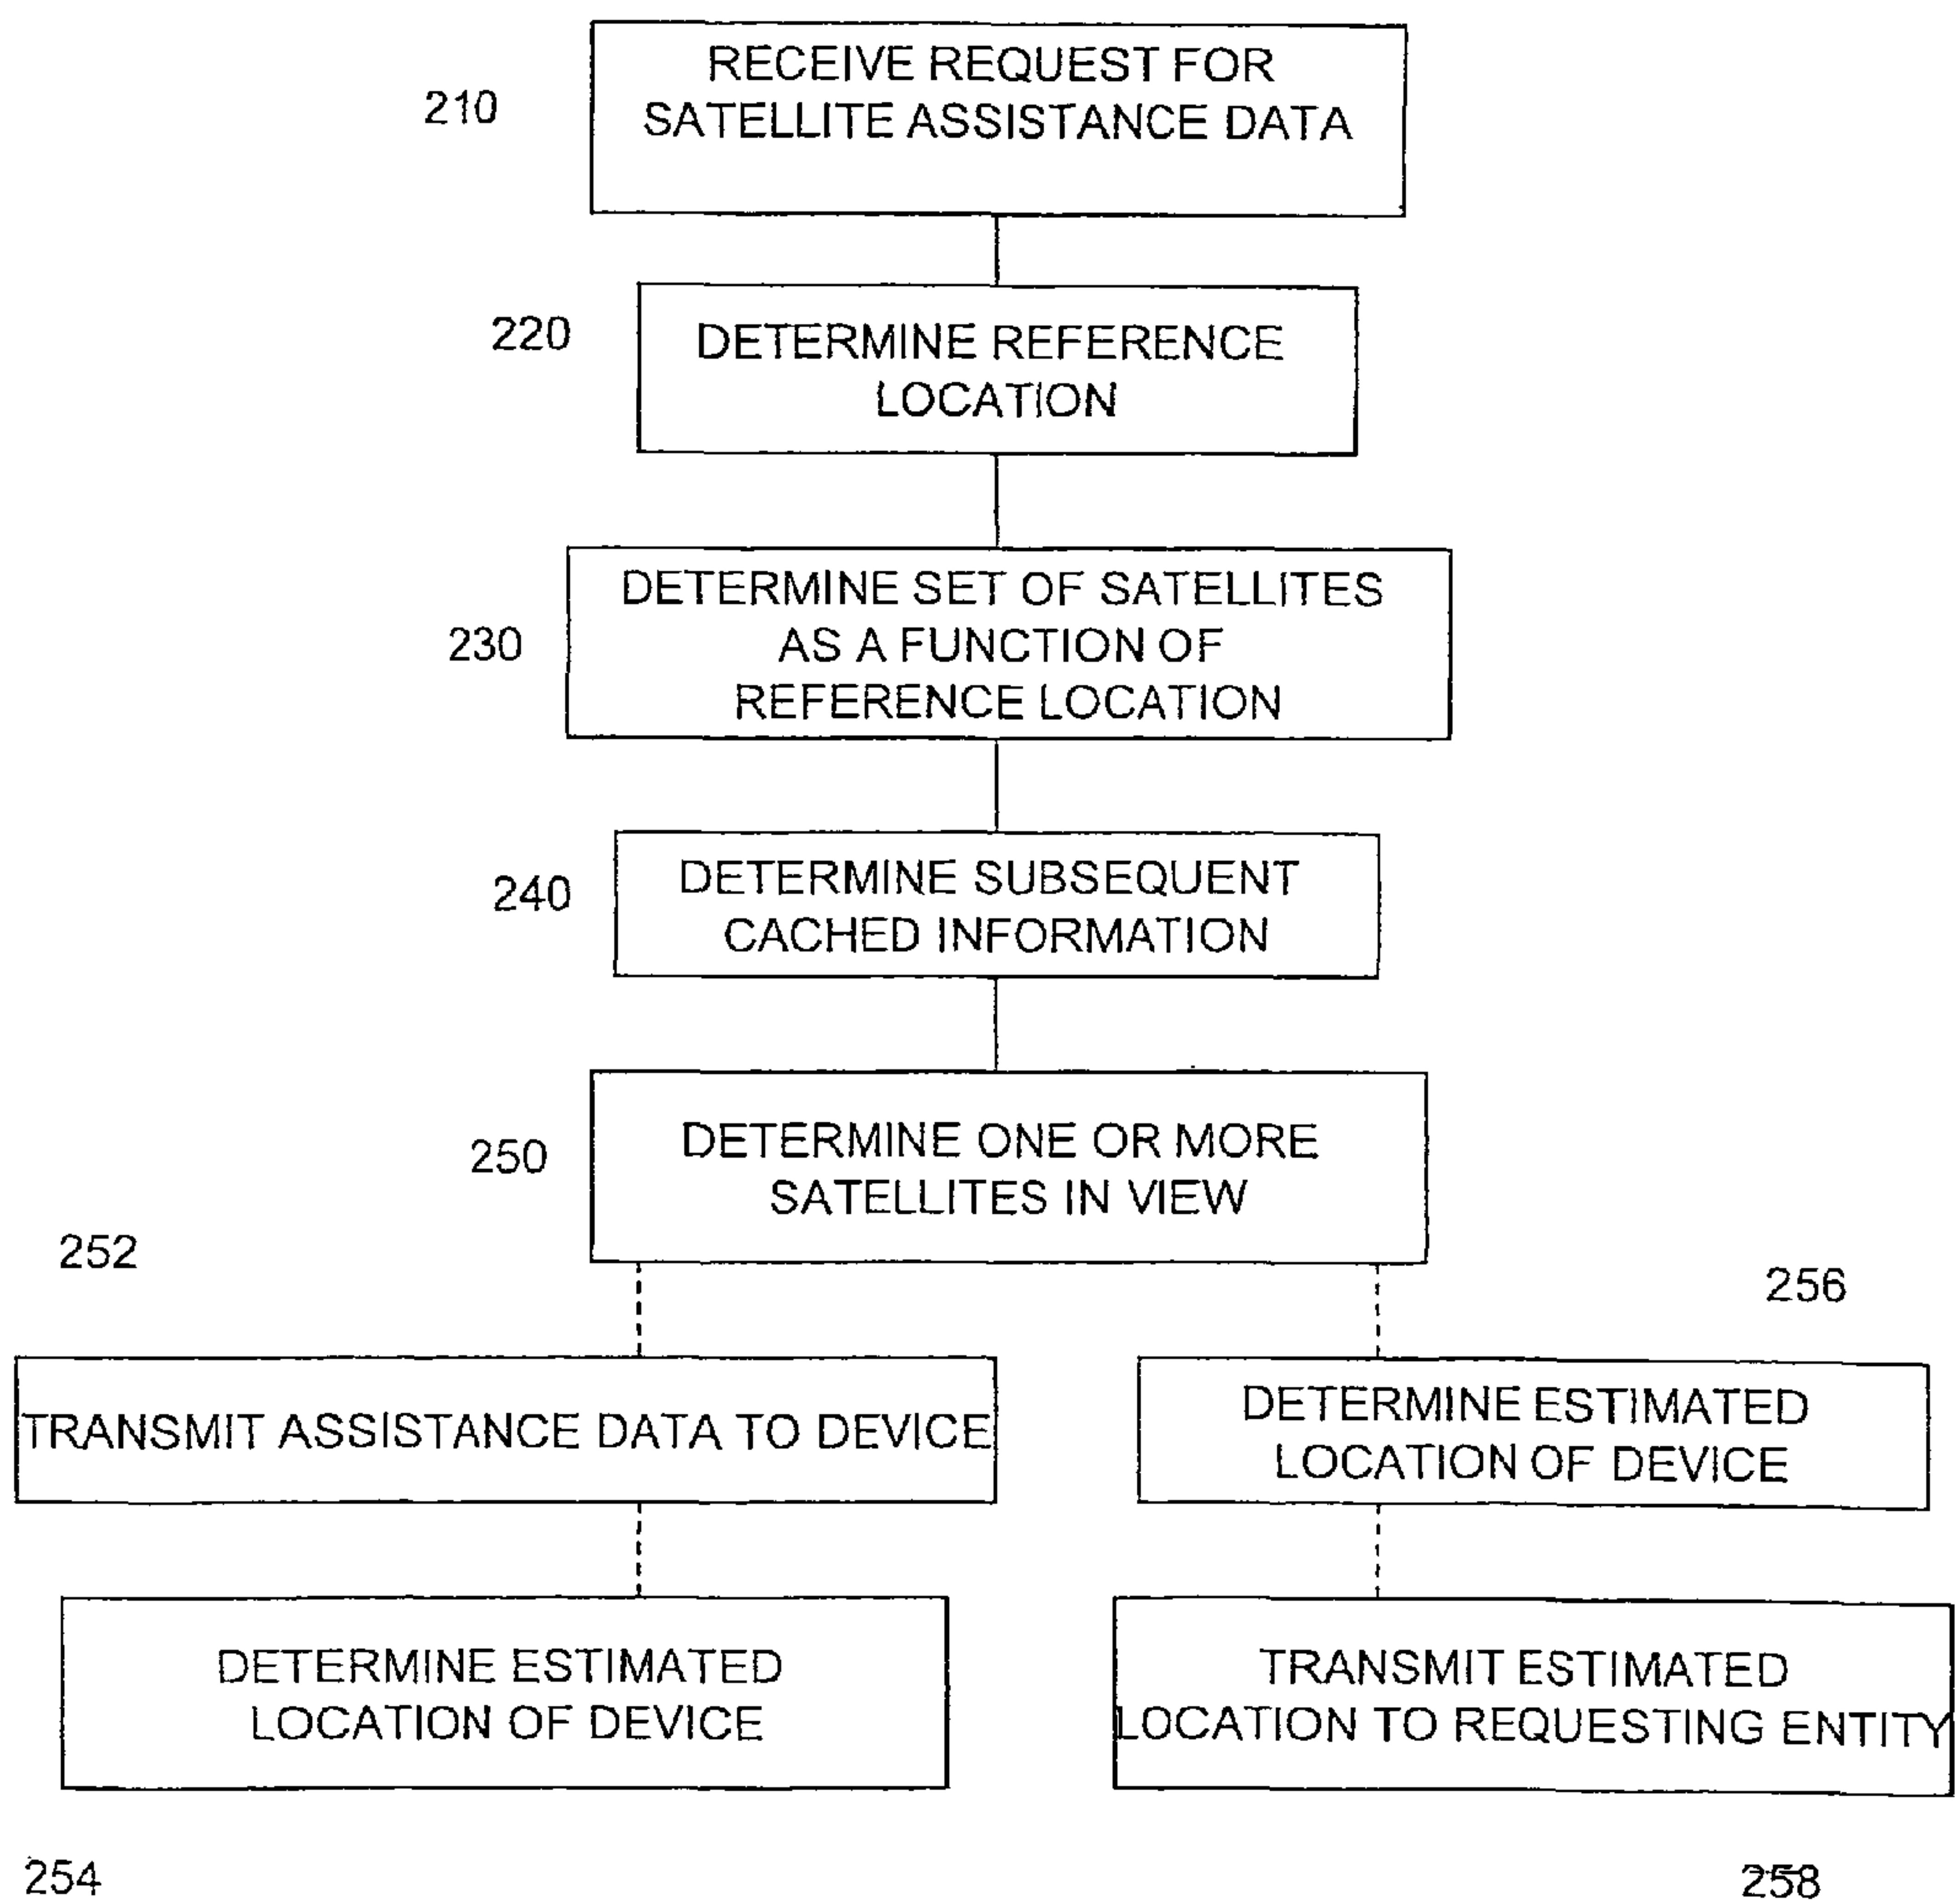 210
RECEIVE REQUEST FOR
SATELLITE ASSISTANCE DATA
220
DETERMINE REFERENCE
LOCATION
230
DETERMINE SET OF SATELLITES
AS A FUNCTION OF
REFERENCE LOCATION
240
DETERMINE SUBSEQUENT
CACHED INFORMATION
250
DETERMINE ONE OR MORE
SATELLITES IN VIEW
252
TRANSMIT ASSISTANCE DATA TO DEVICE
256
DETERMINE ESTIMATED
LOCATION OF DEVICE
DETERMINE ESTIMATED
LOCATION OF DEVICE
254
TRANSMIT ESTIMATED
LOCATION TO REQUESTING ENTITY
258